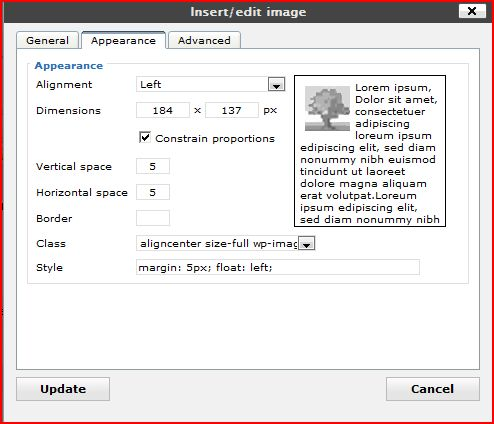 Insert/edit image
General Appearance Advanced
Appearance
Alignment Left
Dimensions 184 x 137 px
Constrain proportions
Vertical space 5
Horizontal space 5
Border
Class aligncenter size-full wp-imag
Style margin: 5px; float: left;
Lorem ipsum,
Dolor sit amet,
consectetuer
adipiscing
loreum ipsum
edipiscing elit, sed diam
nonummy nibh euismod
tincidunt ut laoreet
dolore magna aliquam
erat volutpat.Loreum
ipsum edipiscing elit,
sed diam nonummy nibh
Update Cancel